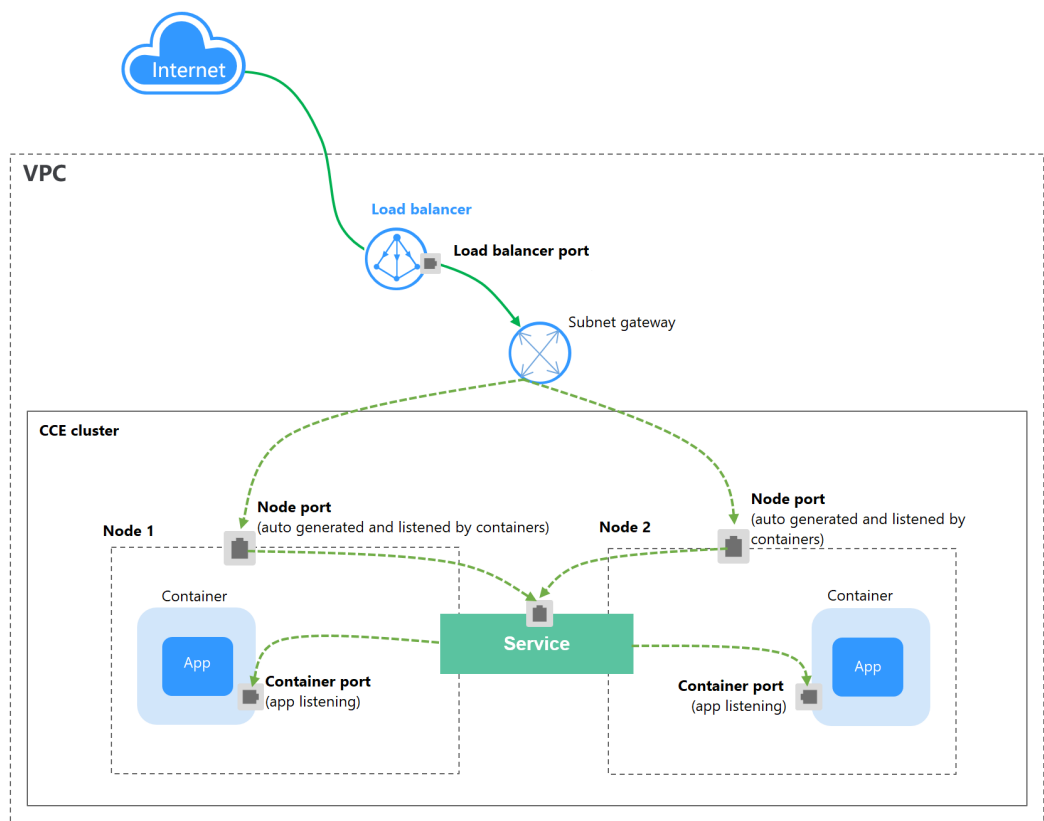 Internet
VPC
Load balancer
Load balancer port
Subnet gateway
CCE cluster
Node port
(auto generated and listened by containers)
Node 1
Node port
(auto generated and listened by
containers)
Node 2
Container
App
Container port
(app listening)
Service
Container
App
Container port
(app listening)